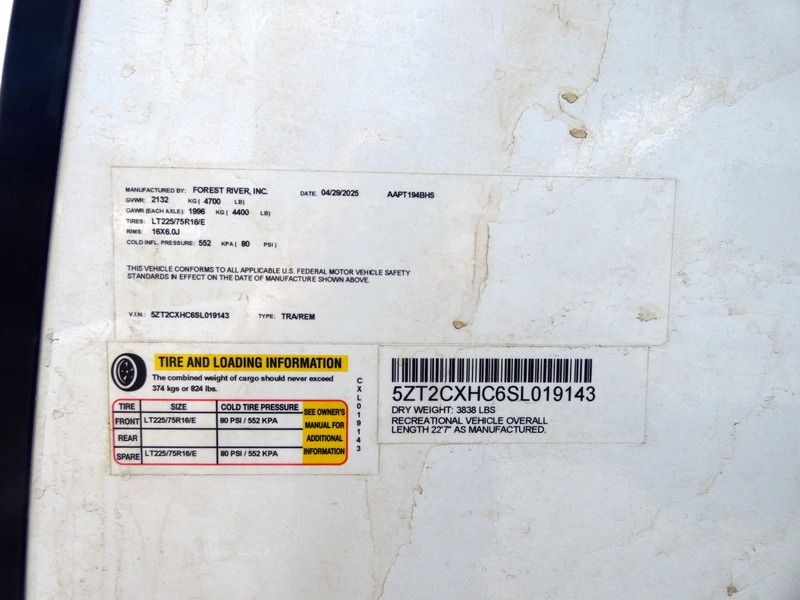 MANUFACTURED BY: FOREST RIVER, INC. DATE: 04/29/2025 AAPT194BHS
GVWR: 2132 KG ( 4700 LB)
GAWR (EACH AXLE): 1996 KG ( 4400 LB)
TIRES: LT225/75R16/E
RIMS: 16X6.0J
COLD INFL. PRESSURE: 552 KPA ( 80 PSI )
THIS VEHICLE CONFORMS TO ALL APPLICABLE U.S. FEDERAL MOTOR VEHICLE SAFETY
STANDARDS IN EFFECT ON THE DATE OF MANUFACTURE SHOWN ABOVE.
V.I.N.: 5ZT2CXHC6SL019143 TYPE: TRA/REM
TIRE AND LOADING INFORMATION
The combined weight of cargo should never exceed
374 kgs or 824 lbs.
TIRE SIZE COLD TIRE PRESSURE
FRONT LT225/75R16/E 80 PSI / 552 KPA
REAR
SPARE LT225/75R16/E 80 PSI / 552 KPA
SEE OWNER'S
MANUAL FOR
ADDITIONAL
INFORMATION
CXL019143
5ZT2CXHC6SL019143
DRY WEIGHT: 3838 LBS
RECREATIONAL VEHICLE OVERALL
LENGTH 22'7" AS MANUFACTURED.